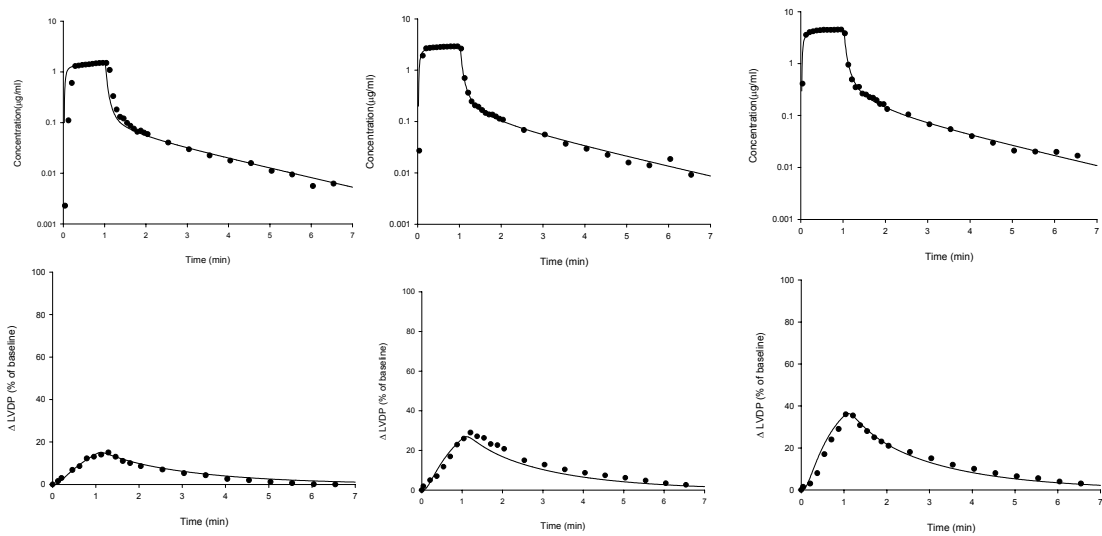 Concentration(µg/ml)
10
1
0.1
0.01
0.001
0 1 2 3 4 5 6 7
Time (min)
Concentration(µg/ml)
10
1
0.1
0.01
0.001
0 1 2 3 4 5 6 7
Time (min)
Concentration(µg/ml)
10
1
0.1
0.01
0.001
0 1 2 3 4 5 6 7
Time (min)
Δ LVDP (% of baseline)
100
80
60
40
20
0
0 1 2 3 4 5 6 7
Time (min)
Δ LVDP (% of baseline)
100
80
60
40
20
0
0 1 2 3 4 5 6 7
Time (min)
Δ LVDP (% of baseline)
100
80
60
40
20
0
0 1 2 3 4 5 6 7
Time (min)